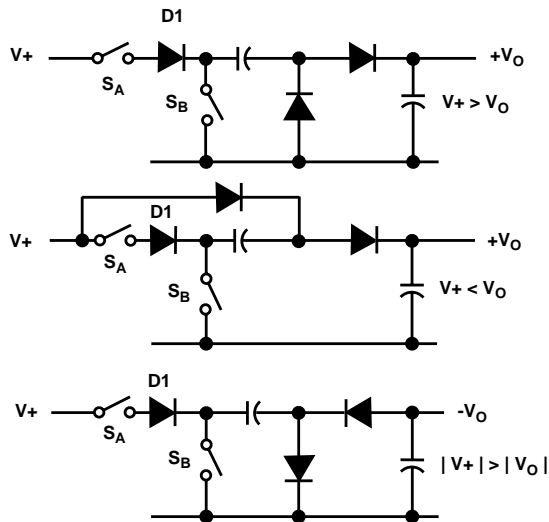 D1
V+ +VO
SA
SB V+ > VO
D1
V+ +VO
SA
SB V+ < VO
D1
V+ -VO
SA
SB | V+ | > | VO |